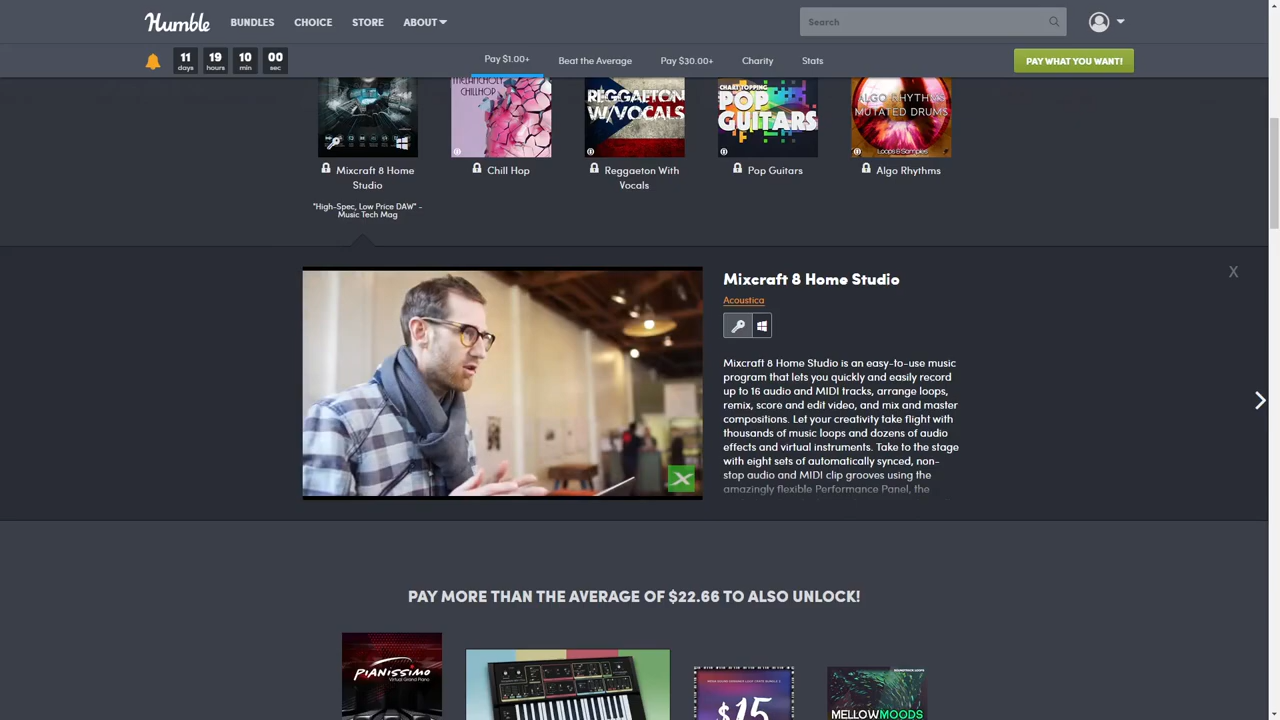 Humble BUNDLES CHOICE STORE ABOUT Search
11 days 19 hours 10 min 00 sec
Pay $1.00+ Beat the Average Pay $30.00+ Charity Stats
PAY WHAT YOU WANT!
CHILLHOP
REGGAETON
W/VOCALS
CHART TOPPING
POP
GUITARS
ALGO RHYTHMS
MUTATED DRUMS
Loops & Samples
Mixcraft 8 Home
Studio
Chill Hop
Reggaeton With
Vocals
Pop Guitars
Algo Rhythms
"High-Spec, Low Price DAW" -
Music Tech Mag
X
Mixcraft 8 Home Studio
Acoustica
Mixcraft 8 Home Studio is an easy-to-use music
program that lets you quickly and easily record
up to 16 audio and MIDI tracks, arrange loops,
remix, score and edit video, and mix and master
compositions. Let your creativity take flight with
thousands of music loops and dozens of audio
effects and virtual instruments. Take to the stage
with eight sets of automatically synced, non-
stop audio and MIDI clip grooves using the
amazingly flexible Performance Panel, the
PAY MORE THAN THE AVERAGE OF $22.66 TO ALSO UNLOCK!
PIANISSIMO
Virtual Grand Piano
$15
MELLOWMOODS